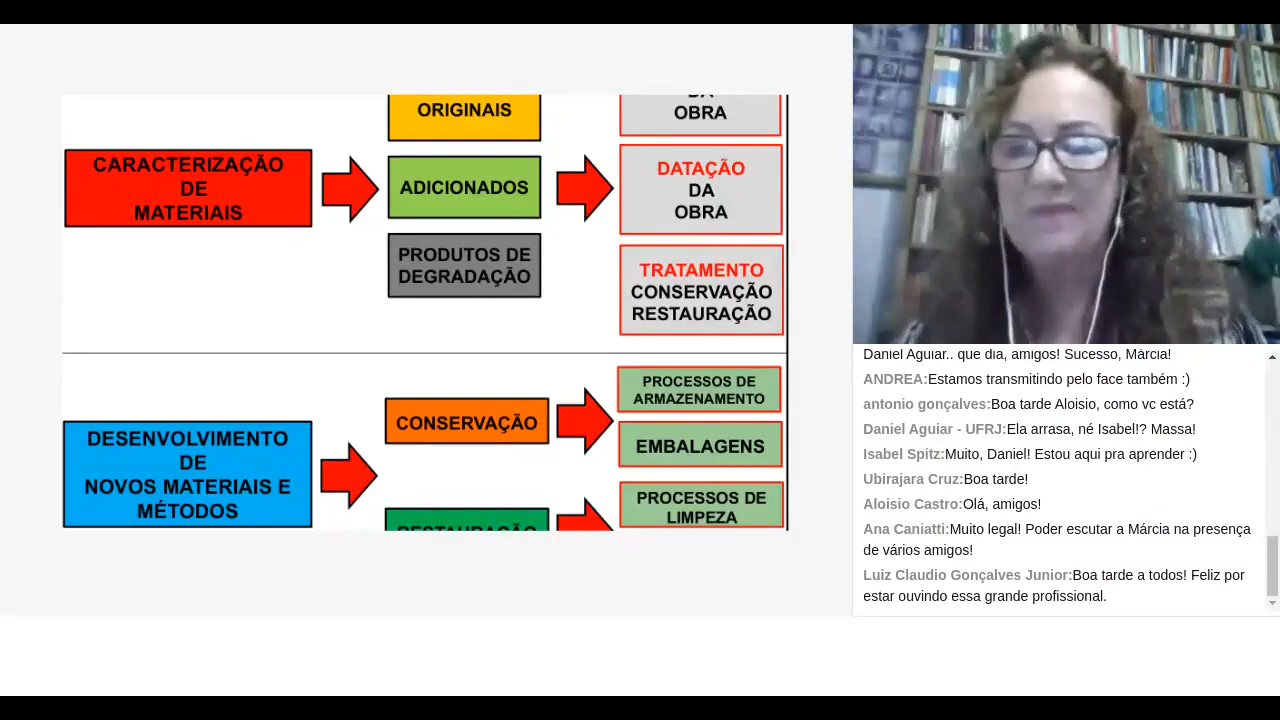 ORIGINAIS
DA
OBRA
CARACTERIZAÇÃO
DE
MATERIAIS
ADICIONADOS
DATAÇÃO
DA
OBRA
PRODUTOS DE
DEGRADAÇÃO
TRATAMENTO
CONSERVAÇÃO
RESTAURAÇÃO
DESENVOLVIMENTO
DE
NOVOS MATERIAIS E
MÉTODOS
CONSERVAÇÃO
PROCESSOS DE
ARMAZENAMENTO
EMBALAGENS
RESTAURAÇÃO
PROCESSOS DE
LIMPEZA
Daniel Aguiar.. que dia, amigos! Sucesso, Márcia!
ANDREA:Estamos transmitindo pelo face também :)
antonio gonçalves:Boa tarde Aloisio, como vc está?
Daniel Aguiar - UFRJ:Ela arrasa, né Isabel!? Massa!
Isabel Spitz:Muito, Daniel! Estou aqui pra aprender :)
Ubirajara Cruz:Boa tarde!
Aloisio Castro:Olá, amigos!
Ana Caniatti:Muito legal! Poder escutar a Márcia na presença
de vários amigos!
Luiz Claudio Gonçalves Junior:Boa tarde a todos! Feliz por
estar ouvindo essa grande profissional.